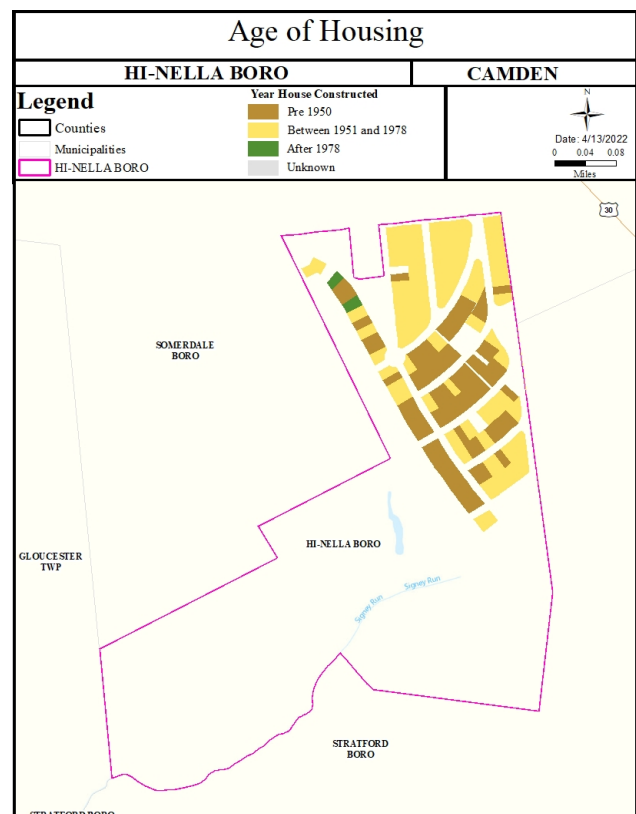 Age of Housing
HI-NELLA BORO
CAMDEN
Legend
Counties
Municipalities
HI-NELLA BORO
Year House Constructed
Pre 1950
Between 1951 and 1978
After 1978
Unknown
N
Date: 4/13/2022
0 0.04 0.08
Miles
30
SOMERDALE
BORO
HI-NELLA BORO
GLOUCESTER
TWP
Signey Run
Signey Run
STRATFORD
BORO
STRATFORD BORO